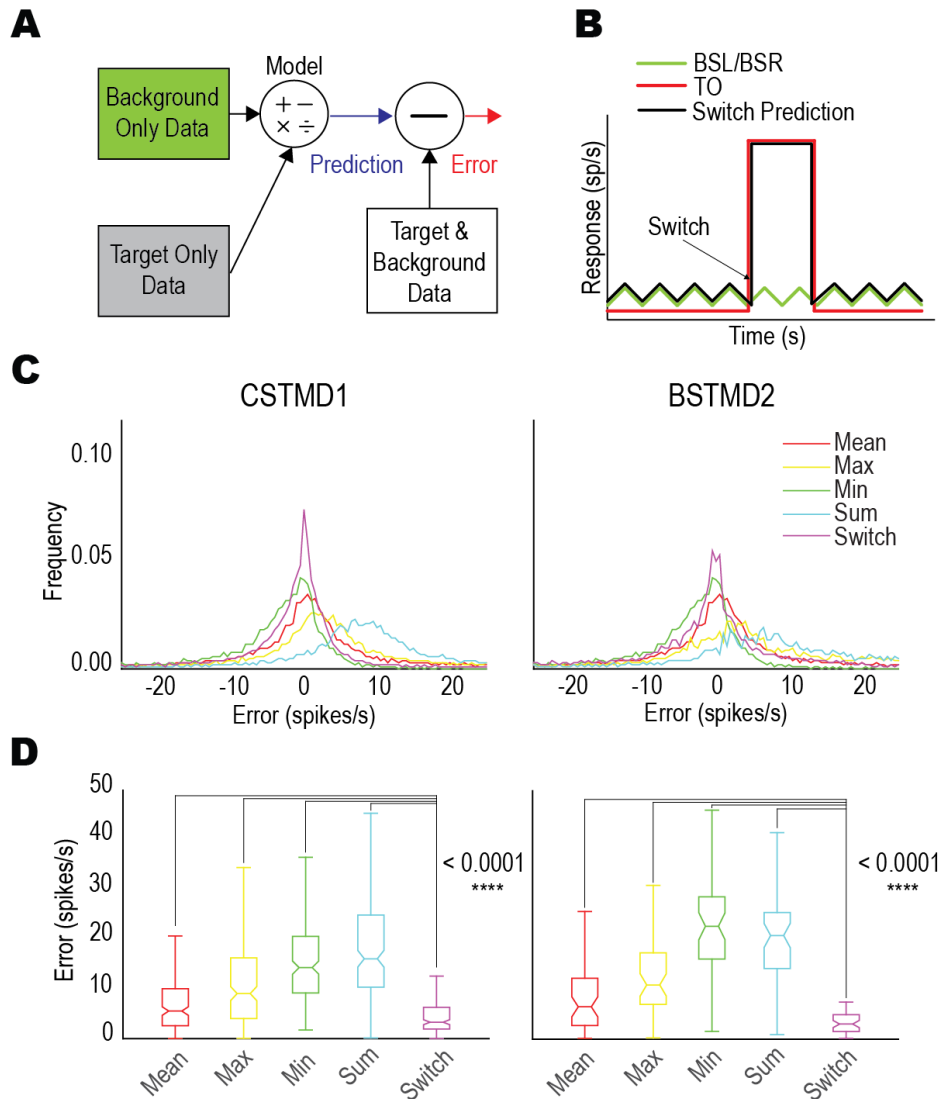 A
Background
Only Data
Model
+ −
× ÷
Prediction
−
Error
Target Only
Data
Target &
Background
Data
B
BSL/BSR
TO
Switch Prediction
Response (sp/s)
Switch
Time (s)
C
CSTMD1
BSTMD2
Mean
Max
Min
Sum
Switch
Frequency
0.10
0.05
0.00
-20
-10
0
10
20
Error (spikes/s)
-20
-10
0
10
20
Error (spikes/s)
D
Error (spikes/s)
50
40
30
20
10
0
< 0.0001
****
< 0.0001
****
Mean
Max
Min
Sum
Switch
Mean
Max
Min
Sum
Switch